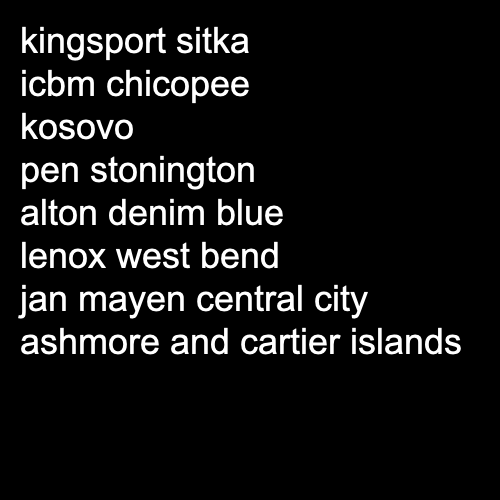 kingsport sitka
icbm chicopee
kosovo
pen stonington
alton denim blue
lenox west bend
jan mayen central city
ashmore and cartier islands